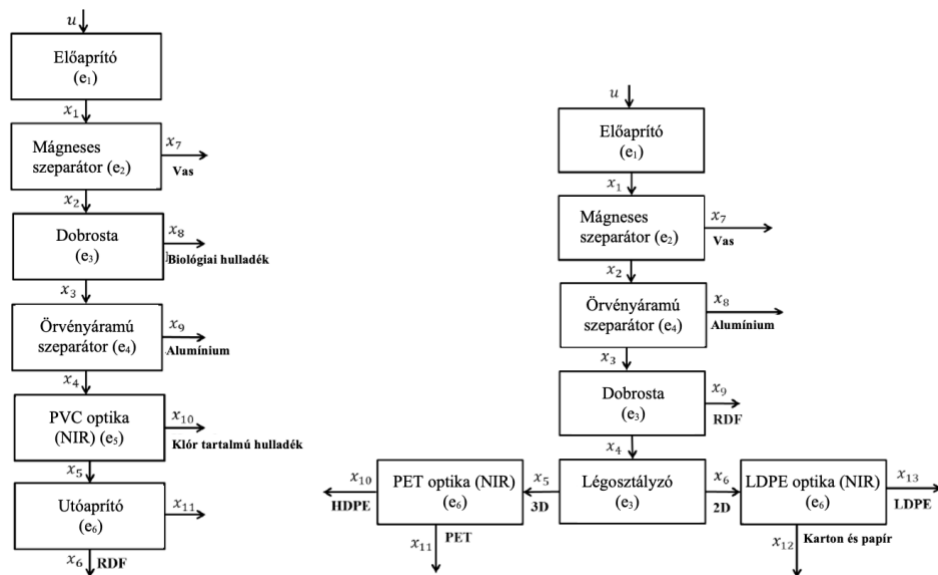 u
Előaprító
(e₁)
x₁
Mágneses
szeparátor (e₂)
x₇
Vas
x₂
Dobrosta
(e₃)
x₈
Biológiai hulladék
x₃
Örvényáramú
szeparátor (e₄)
x₉
Alumínium
x₄
PVC optika
(NIR) (e₅)
x₁₀
Klór tartalmú hulladék
x₅
Utóaprító
(e₆)
x₁₁
x₆
RDF
u
Előaprító
(e₁)
x₁
Mágneses
szeparátor (e₂)
x₇
Vas
x₂
Örvényáramú
szeparátor (e₄)
x₈
Alumínium
x₃
Dobrosta
(e₃)
x₉
RDF
x₄
Légosztályzó
(e₃)
x₅
3D
PET optika (NIR)
(e₆)
x₁₀
HDPE
x₁₁
PET
x₆
2D
LDPE optika (NIR)
(e₆)
x₁₃
LDPE
x₁₂
Karton és papír